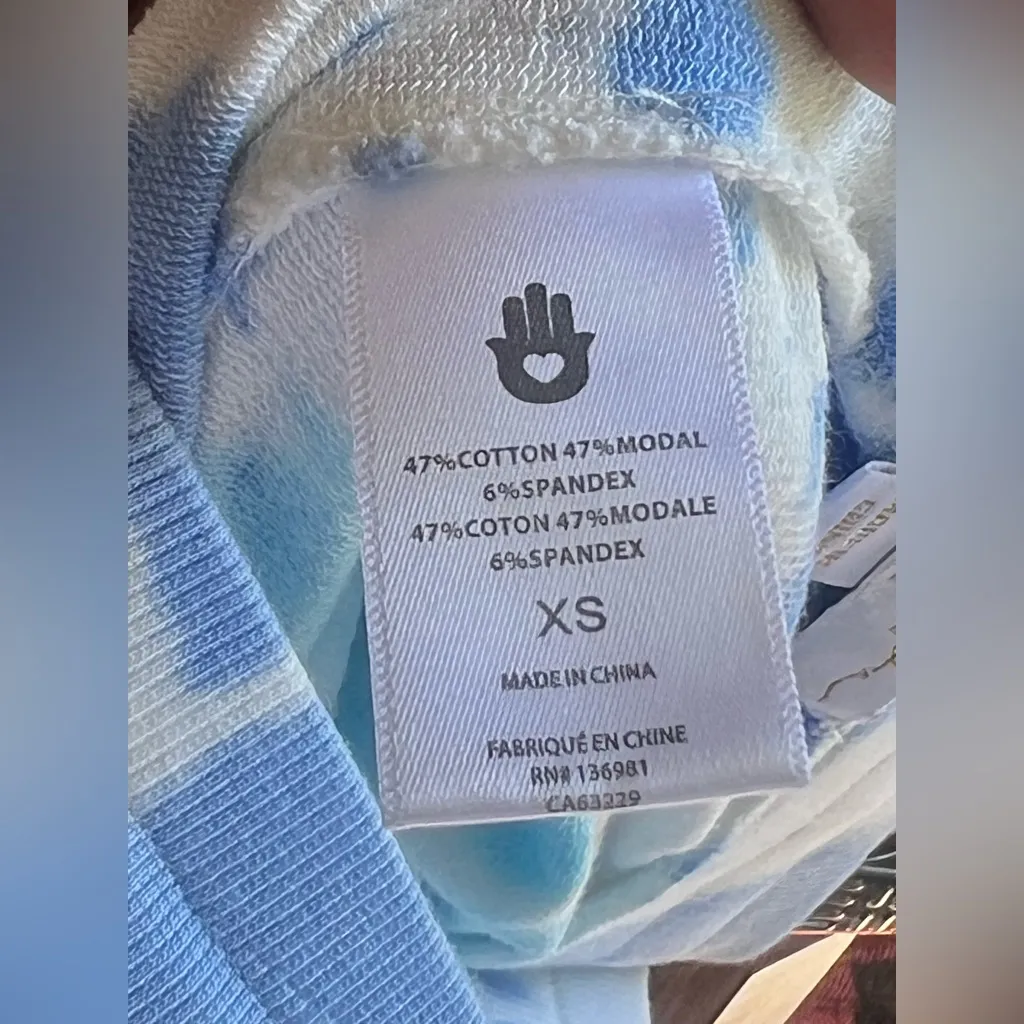 47%COTTON 47%MODAL
6%SPANDEX
47%COTON 47%MODALE
6%SPANDEX
XS
MADE IN CHINA
FABRIQUÉ EN CHINE
RN# 136981